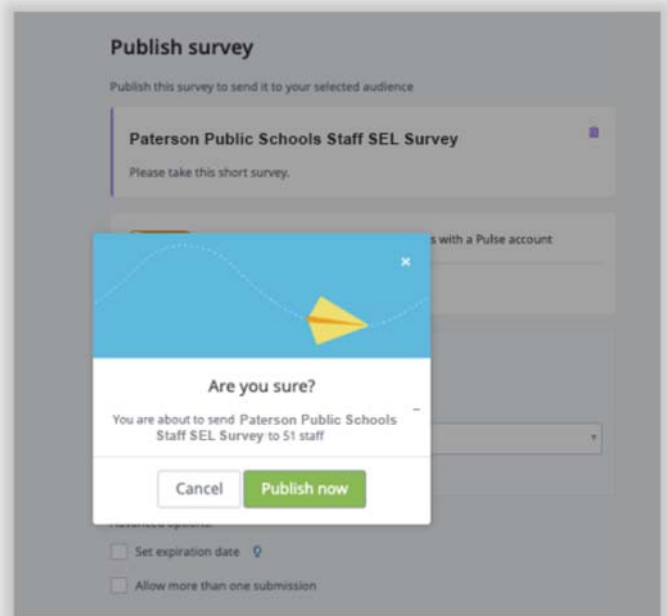 Publish survey
Publish this survey to send it to your selected audience
Paterson Public Schools Staff SEL Survey
Please take this short survey.
s with a Pulse account
×
Are you sure?
You are about to send Paterson Public Schools
Staff SEL Survey to 51 staff
Cancel
Publish now
Advanced options:
Set expiration date
Allow more than one submission